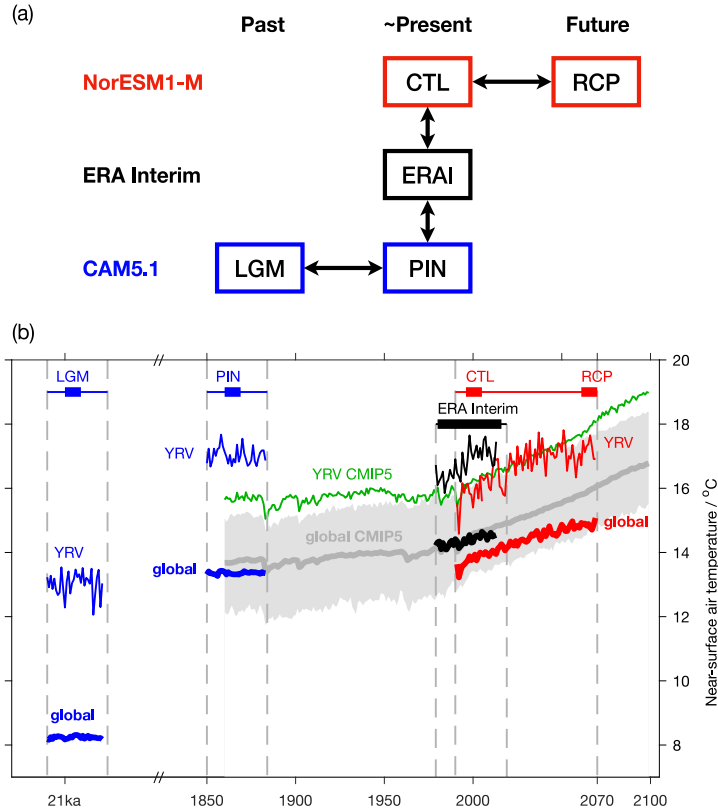 (a)
Past ~Present Future
NorESM1-M CTL RCP
ERA Interim ERAI
CAM5.1 LGM PIN
(b)
20
LGM PIN CTL RCP
ERA Interim
18
YRV YRV CMIP5 YRV
16
global CMIP5 global
14
YRV global
12
10
global
8
Near-surface air temperature / °C
21ka 1850 1900 1950 2000 2070 2100